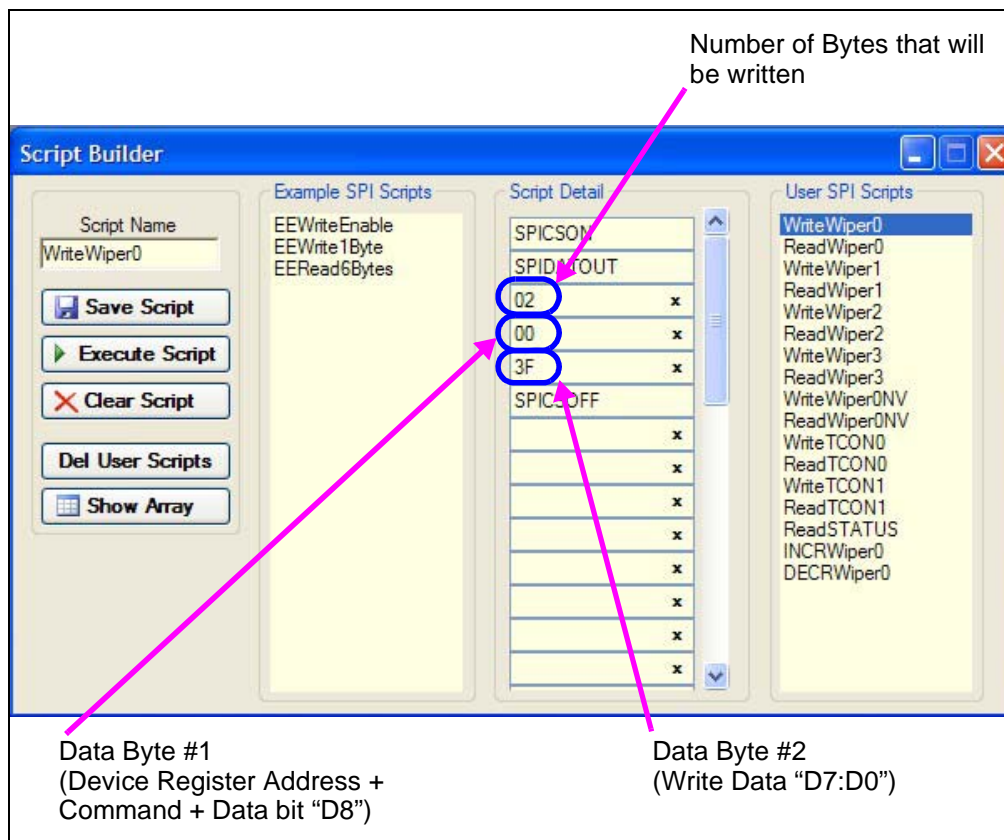 Number of Bytes that will
be written
Script Builder
Script Name
WriteWiper0
Save Script
Execute Script
Clear Script
Del User Scripts
Show Array
Example SPI Scripts
EEWriteEnable
EEWrite1Byte
EERead6Bytes
Script Detail
SPICSON
SPIDATOUT
02 x
00 x
3F x
SPICSOFF
x
x
x
x
x
x
x
x
User SPI Scripts
WriteWiper0
ReadWiper0
WriteWiper1
ReadWiper1
WriteWiper2
ReadWiper2
WriteWiper3
ReadWiper3
WriteWiper0NV
ReadWiper0NV
WriteTCON0
ReadTCON0
WriteTCON1
ReadTCON1
ReadSTATUS
INCRWiper0
DECRWiper0
Data Byte #1
(Device Register Address +
Command + Data bit “D8”)
Data Byte #2
(Write Data “D7:D0”)